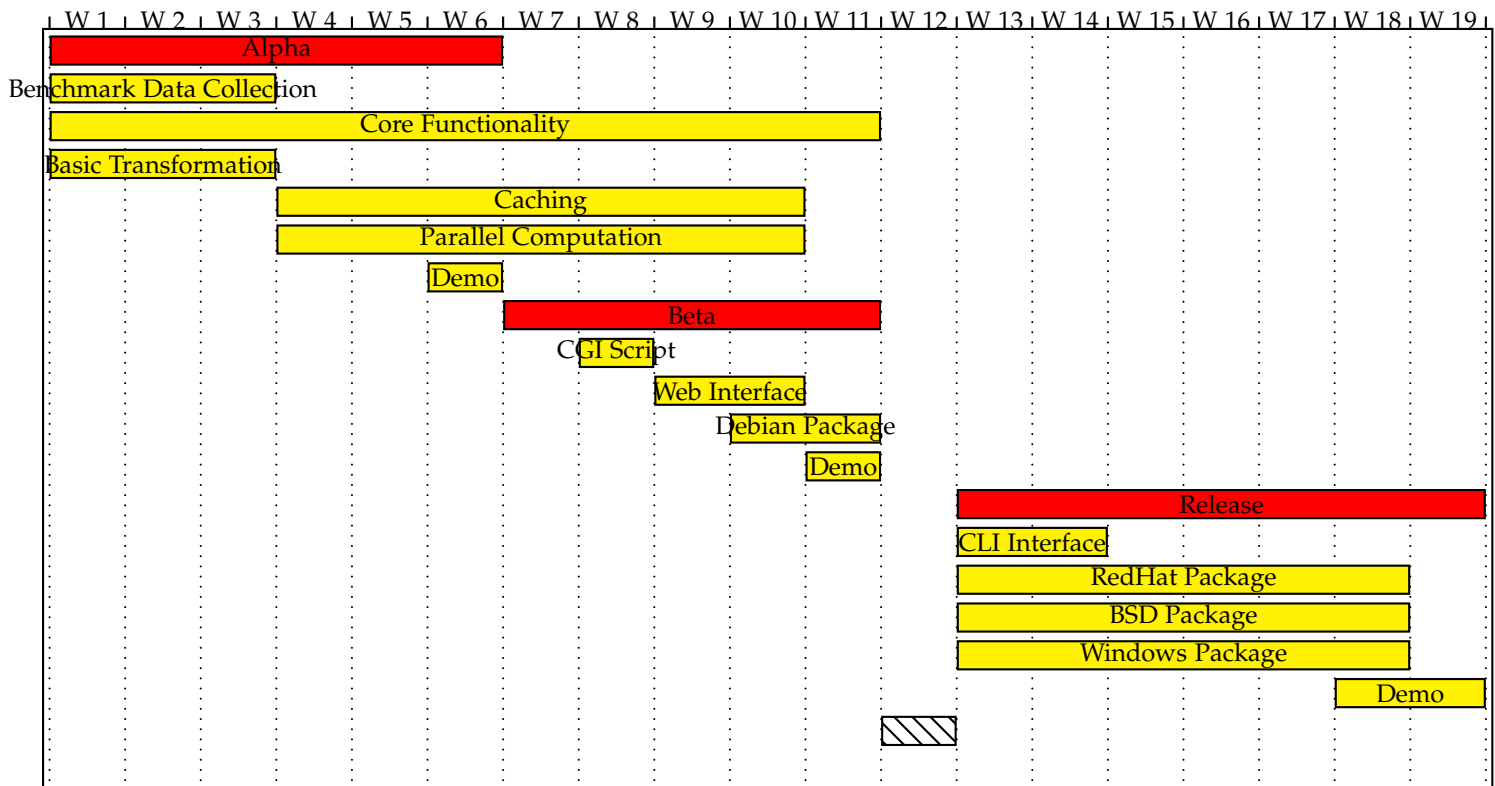 W 1 W 2 W 3 W 4 W 5 W 6 W 7 W 8 W 9 W 10 W 11 W 12 W 13 W 14 W 15 W 16 W 17 W 18 W 19
Alpha
Benchmark Data Collection
Core Functionality
Basic Transformation
Caching
Parallel Computation
Demo
Beta
CGI Script
Web Interface
Debian Package
Demo
Release
CLI Interface
RedHat Package
BSD Package
Windows Package
Demo